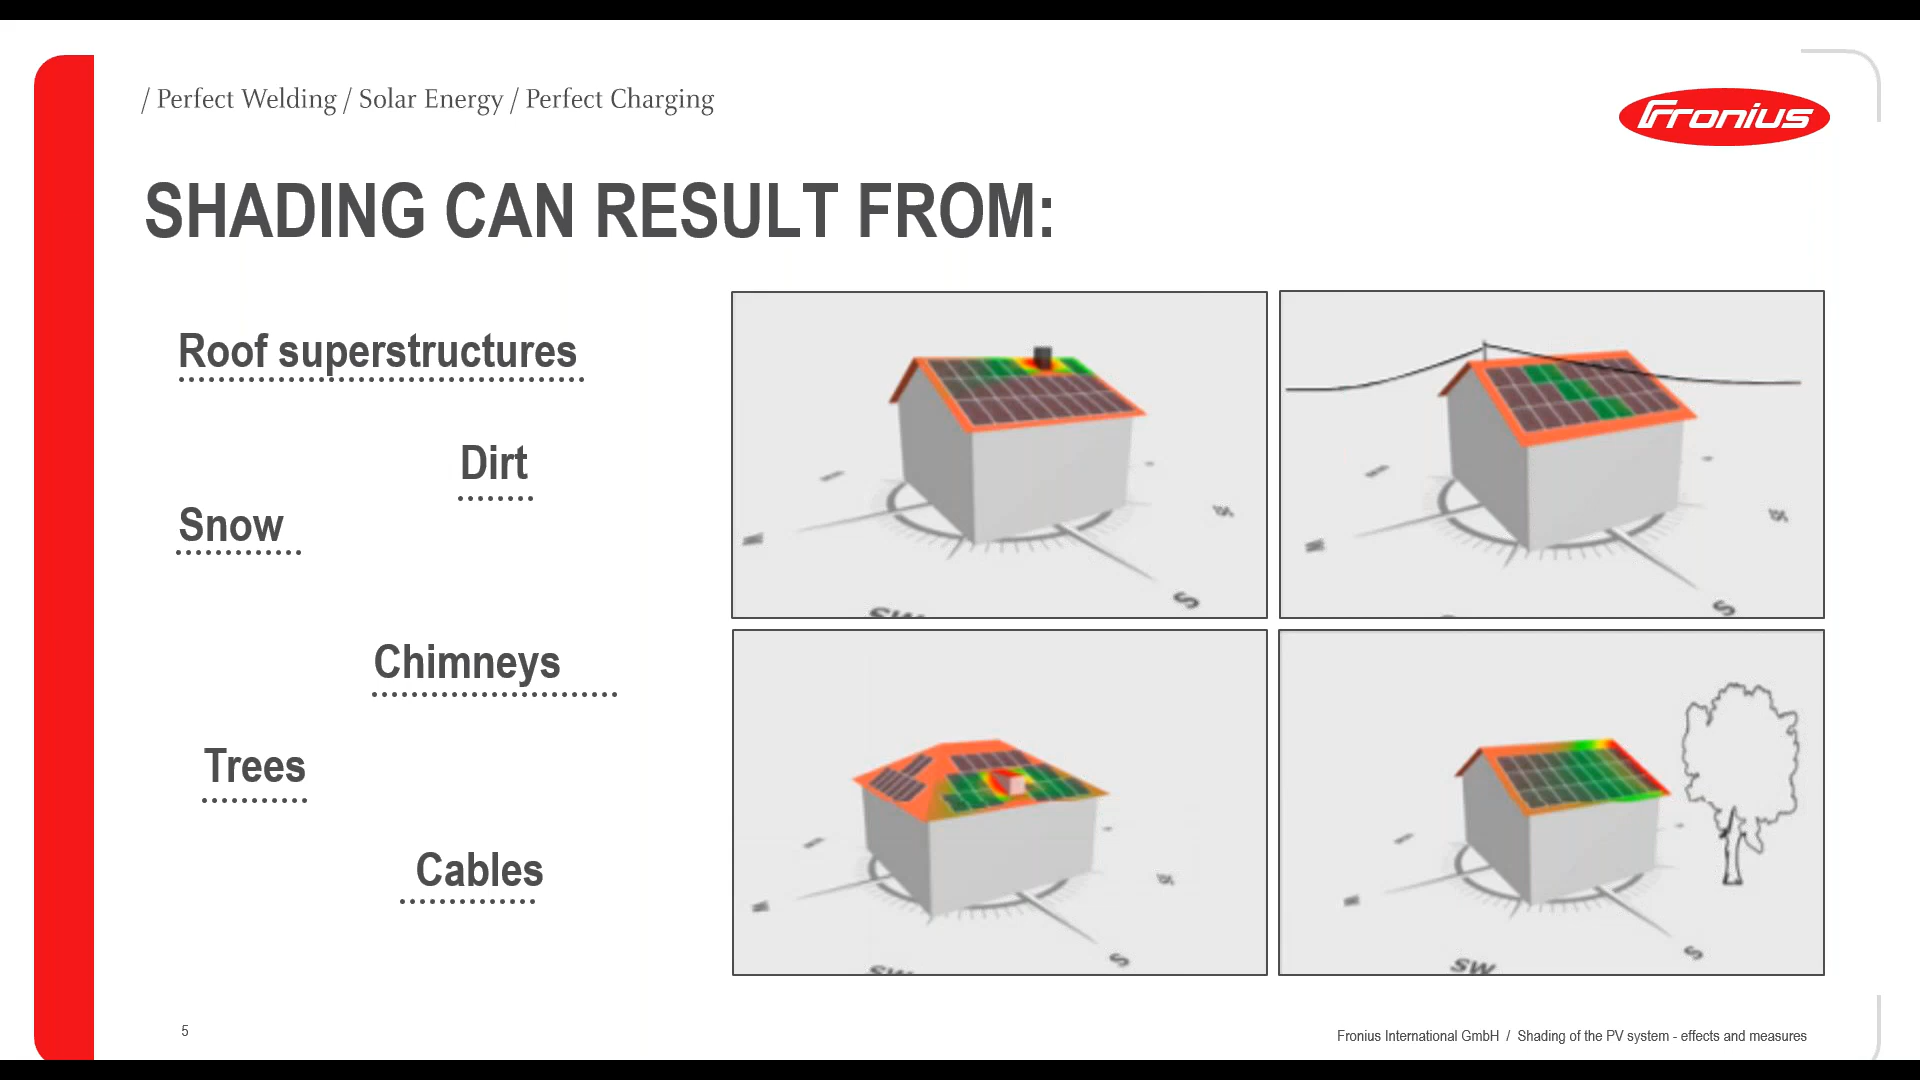 / Perfect Welding / Solar Energy / Perfect Charging
Fronius
SHADING CAN RESULT FROM:
Roof superstructures
Dirt
Snow
Chimneys
Trees
Cables
S
S
S
SW
S
5
Fronius International GmbH / Shading of the PV system - effects and measures